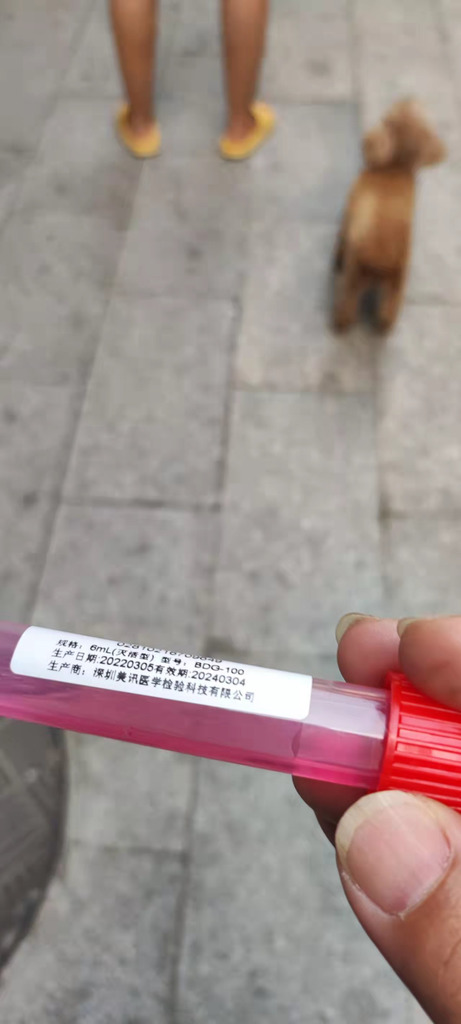 规格：6mL(灭活型) 型号：BDG-100
生产日期:20220305有效期:20240304
生产商：深圳美讯医学检验科技有限公司